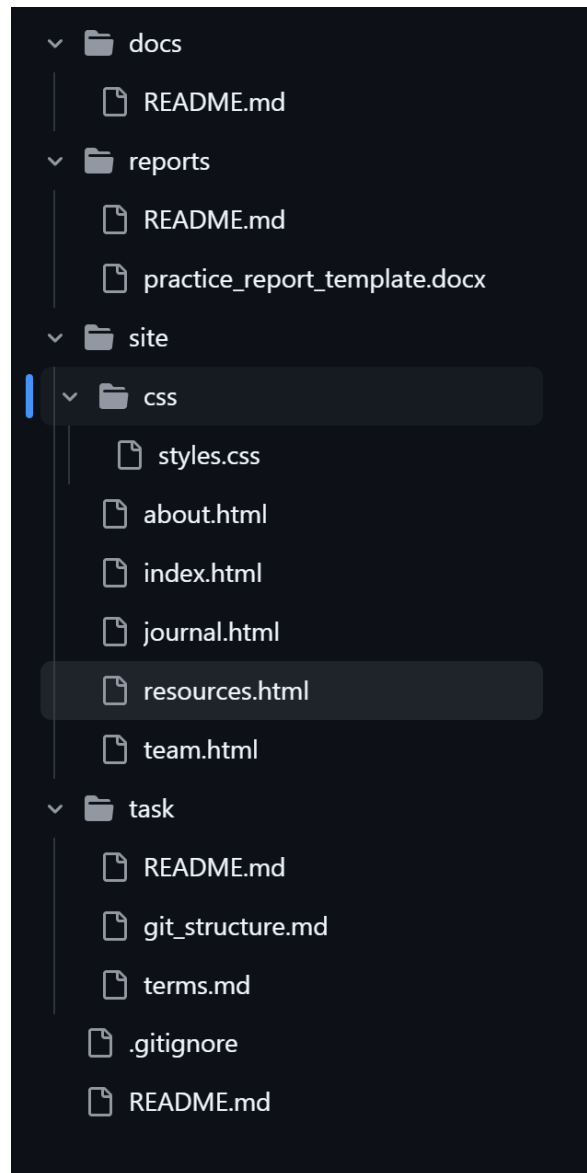 docs
README.md
reports
README.md
practice_report_template.docx
site
css
styles.css
about.html
index.html
journal.html
resources.html
team.html
task
README.md
git_structure.md
terms.md
.gitignore
README.md